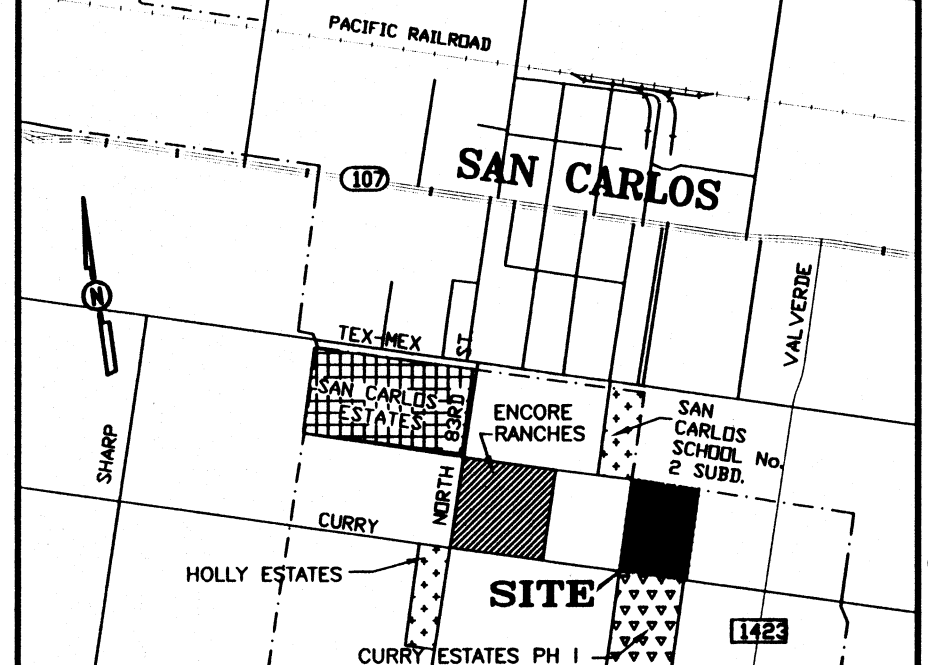 PACIFIC RAILROAD
107
SAN CARLOS
N
VALVERDE
TEX-MEX
ST
SAN CARLOS
ESTATES
83RD
ENCORE
RANCHES
SAN
CARLOS
SCHOOL No.
2 SUBD.
SHARP
NORTH
CURRY
HOLLY ESTATES
SITE
1423
CURRY ESTATES PH I